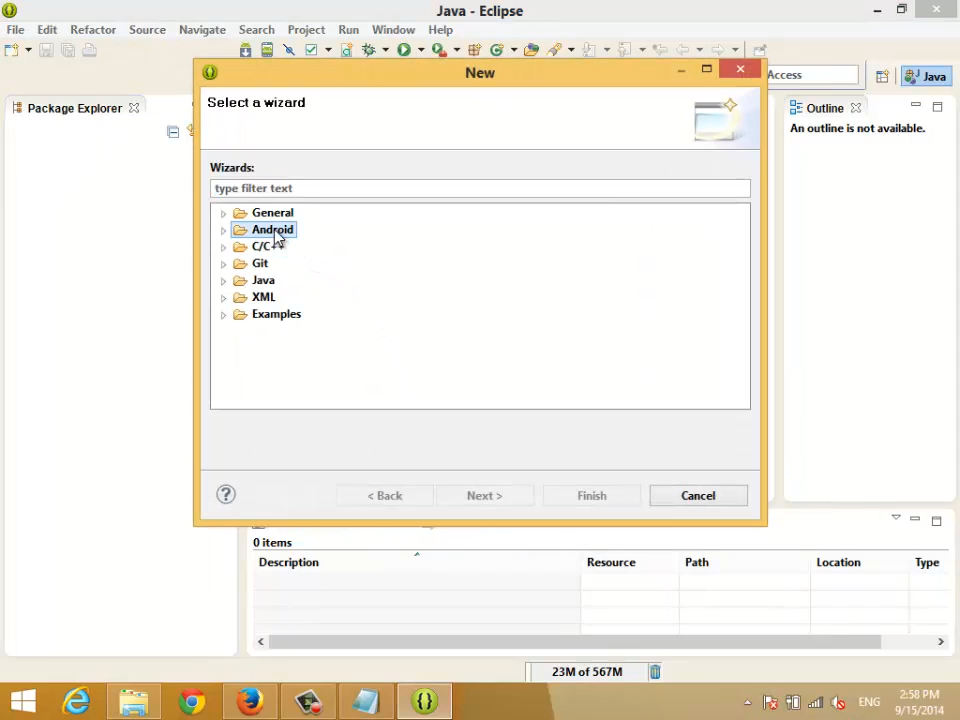 Java - Eclipse
File Edit Refactor Source Navigate Search Project Run Window Help
New
Access
Java
Package Explorer
Select a wizard
Outline
An outline is not available.
Wizards:
type filter text
General
Android
C/C++
Git
Java
XML
Examples
< Back Next > Finish Cancel
0 items
Description Resource Path Location Type
23M of 567M
ENG
2:58 PM
9/15/2014